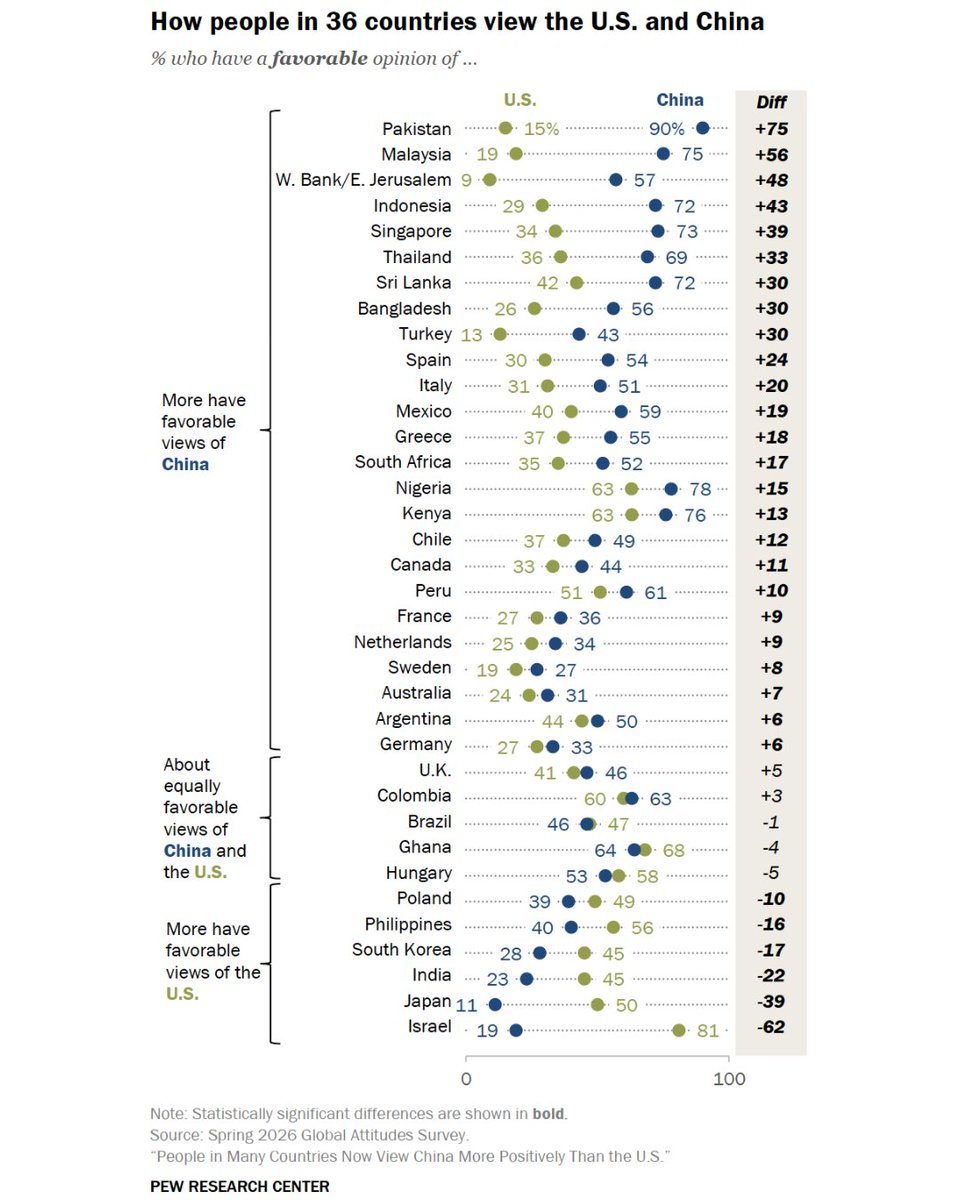 How people in 36 countries view the U.S. and China
% who have a favorable opinion of ...
U.S. China Diff
Pakistan 15% 90% +75
Malaysia 19 75 +56
W. Bank/E. Jerusalem 9 57 +48
Indonesia 29 72 +43
Singapore 34 73 +39
Thailand 36 69 +33
Sri Lanka 42 72 +30
Bangladesh 26 56 +30
Turkey 13 43 +30
Spain 30 54 +24
Italy 31 51 +20
Mexico 40 59 +19
Greece 37 55 +18
South Africa 35 52 +17
Nigeria 63 78 +15
Kenya 63 76 +13
Chile 37 49 +12
Canada 33 44 +11
Peru 51 61 +10
France 27 36 +9
Netherlands 25 34 +9
Sweden 19 27 +8
Australia 24 31 +7
Argentina 44 50 +6
Germany 27 33 +6
More have
favorable
views of
China
U.K. 41 46 +5
Colombia 60 63 +3
Brazil 46 47 -1
Ghana 64 68 -4
Hungary 53 58 -5
About
equally
favorable
views of
China and
the U.S.
Poland 39 49 -10
Philippines 40 56 -16
South Korea 28 45 -17
India 23 45 -22
Japan 11 50 -39
Israel 19 81 -62
More have
favorable
views of the
U.S.
0 100
Note: Statistically significant differences are shown in bold.
Source: Spring 2026 Global Attitudes Survey.
“People in Many Countries Now View China More Positively Than the U.S.”
PEW RESEARCH CENTER